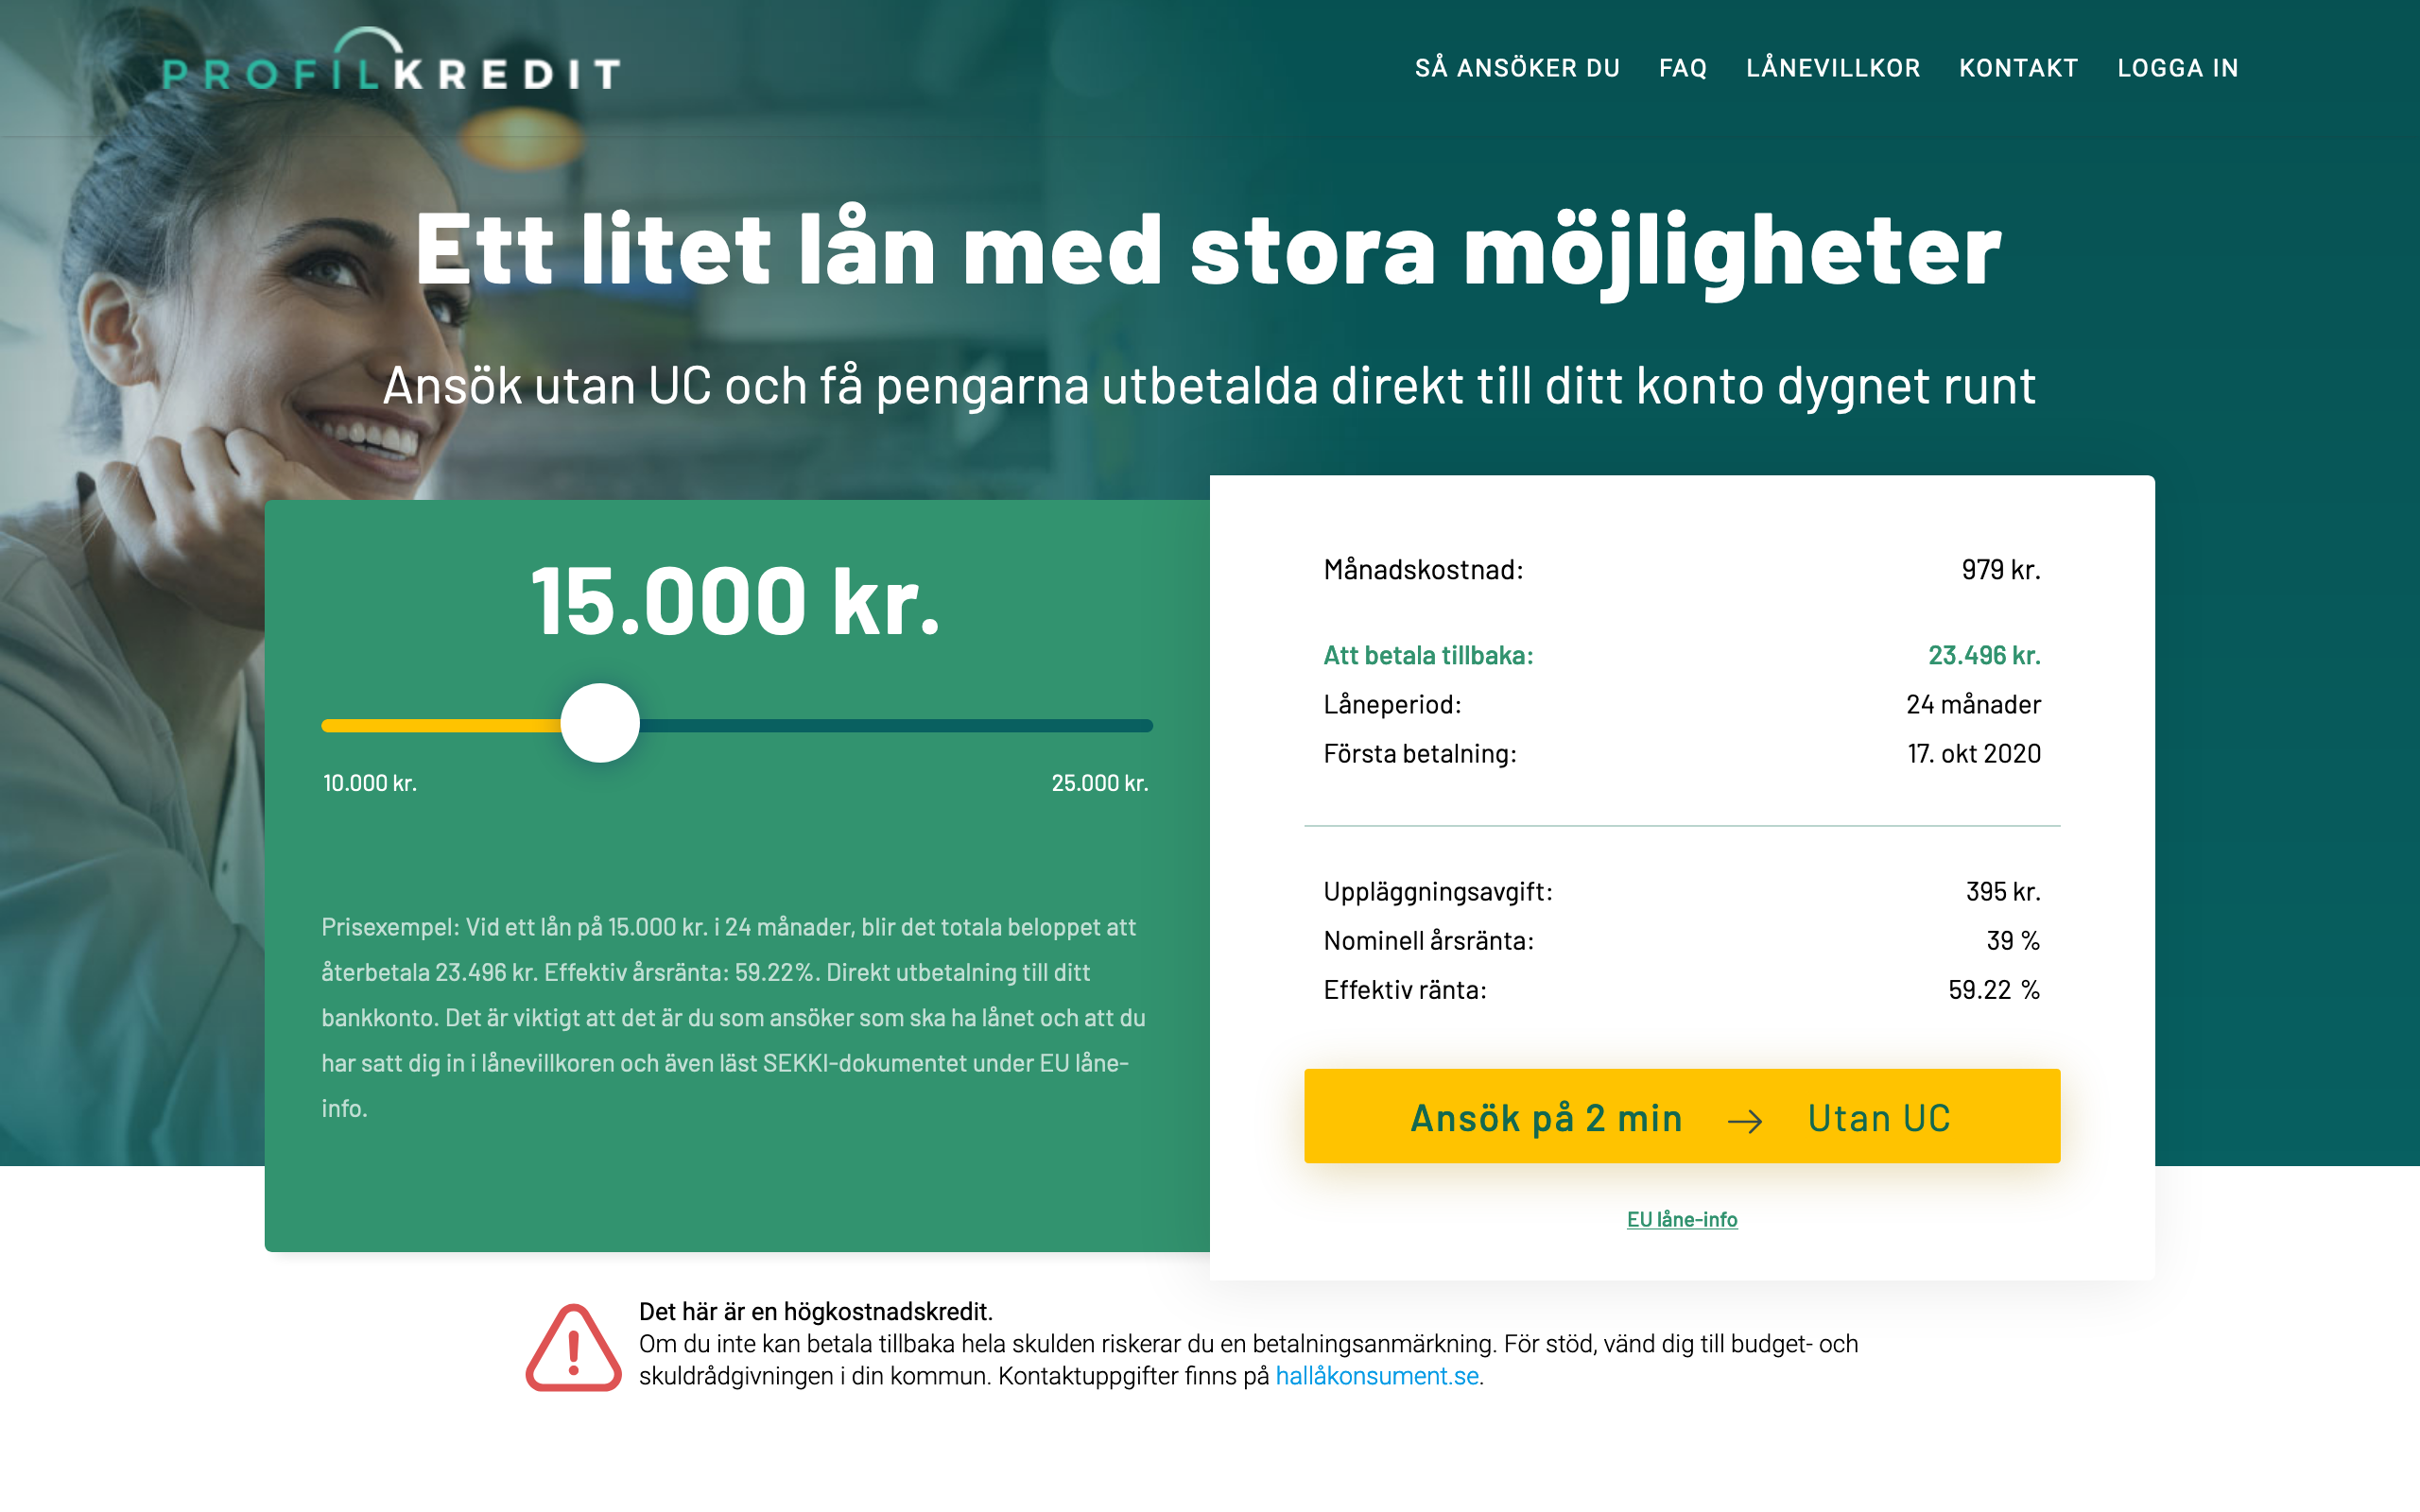 PROFILKREDIT
SÅ ANSÖKER DU FAQ LÅNEVILLKOR KONTAKT LOGGA IN
Ett litet lån med stora möjligheter
Ansök utan UC och få pengarna utbetalda direkt till ditt konto dygnet runt
15.000 kr.
10.000 kr. 25.000 kr.
Prisexempel: Vid ett lån på 15.000 kr. i 24 månader, blir det totala beloppet att
återbetala 23.496 kr. Effektiv årsränta: 59.22%. Direkt utbetalning till ditt
bankkonto. Det är viktigt att det är du som ansöker som ska ha lånet och att du
har satt dig in i lånevillkoren och även läst SEKKI-dokumentet under EU låne-
info.
Månadskostnad: 979 kr.
Att betala tillbaka: 23.496 kr.
Låneperiod: 24 månader
Första betalning: 17. okt 2020
Uppläggningsavgift: 395 kr.
Nominell årsränta: 39 %
Effektiv ränta: 59.22 %
Ansök på 2 min → Utan UC
EU låne-info
Det här är en högkostnadskredit.
Om du inte kan betala tillbaka hela skulden riskerar du en betalningsanmärkning. För stöd, vänd dig till budget- och
skuldrådgivningen i din kommun. Kontaktuppgifter finns på hallåkonsument.se.